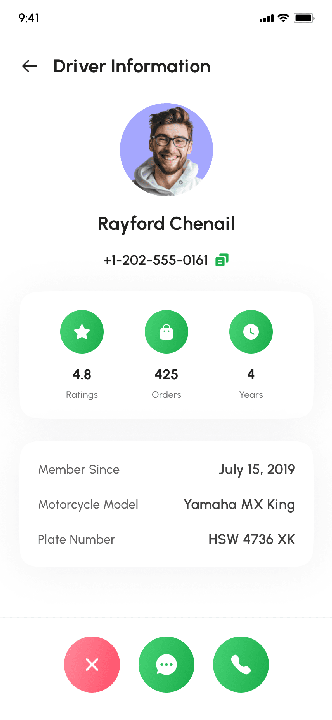 9:41
Driver Information
Rayford Chenail
+1-202-555-0161
4.8 425 4
Ratings Orders Years
Member Since July 15, 2019
Motorcycle Model Yamaha MX King
Plate Number HSW 4736 XK